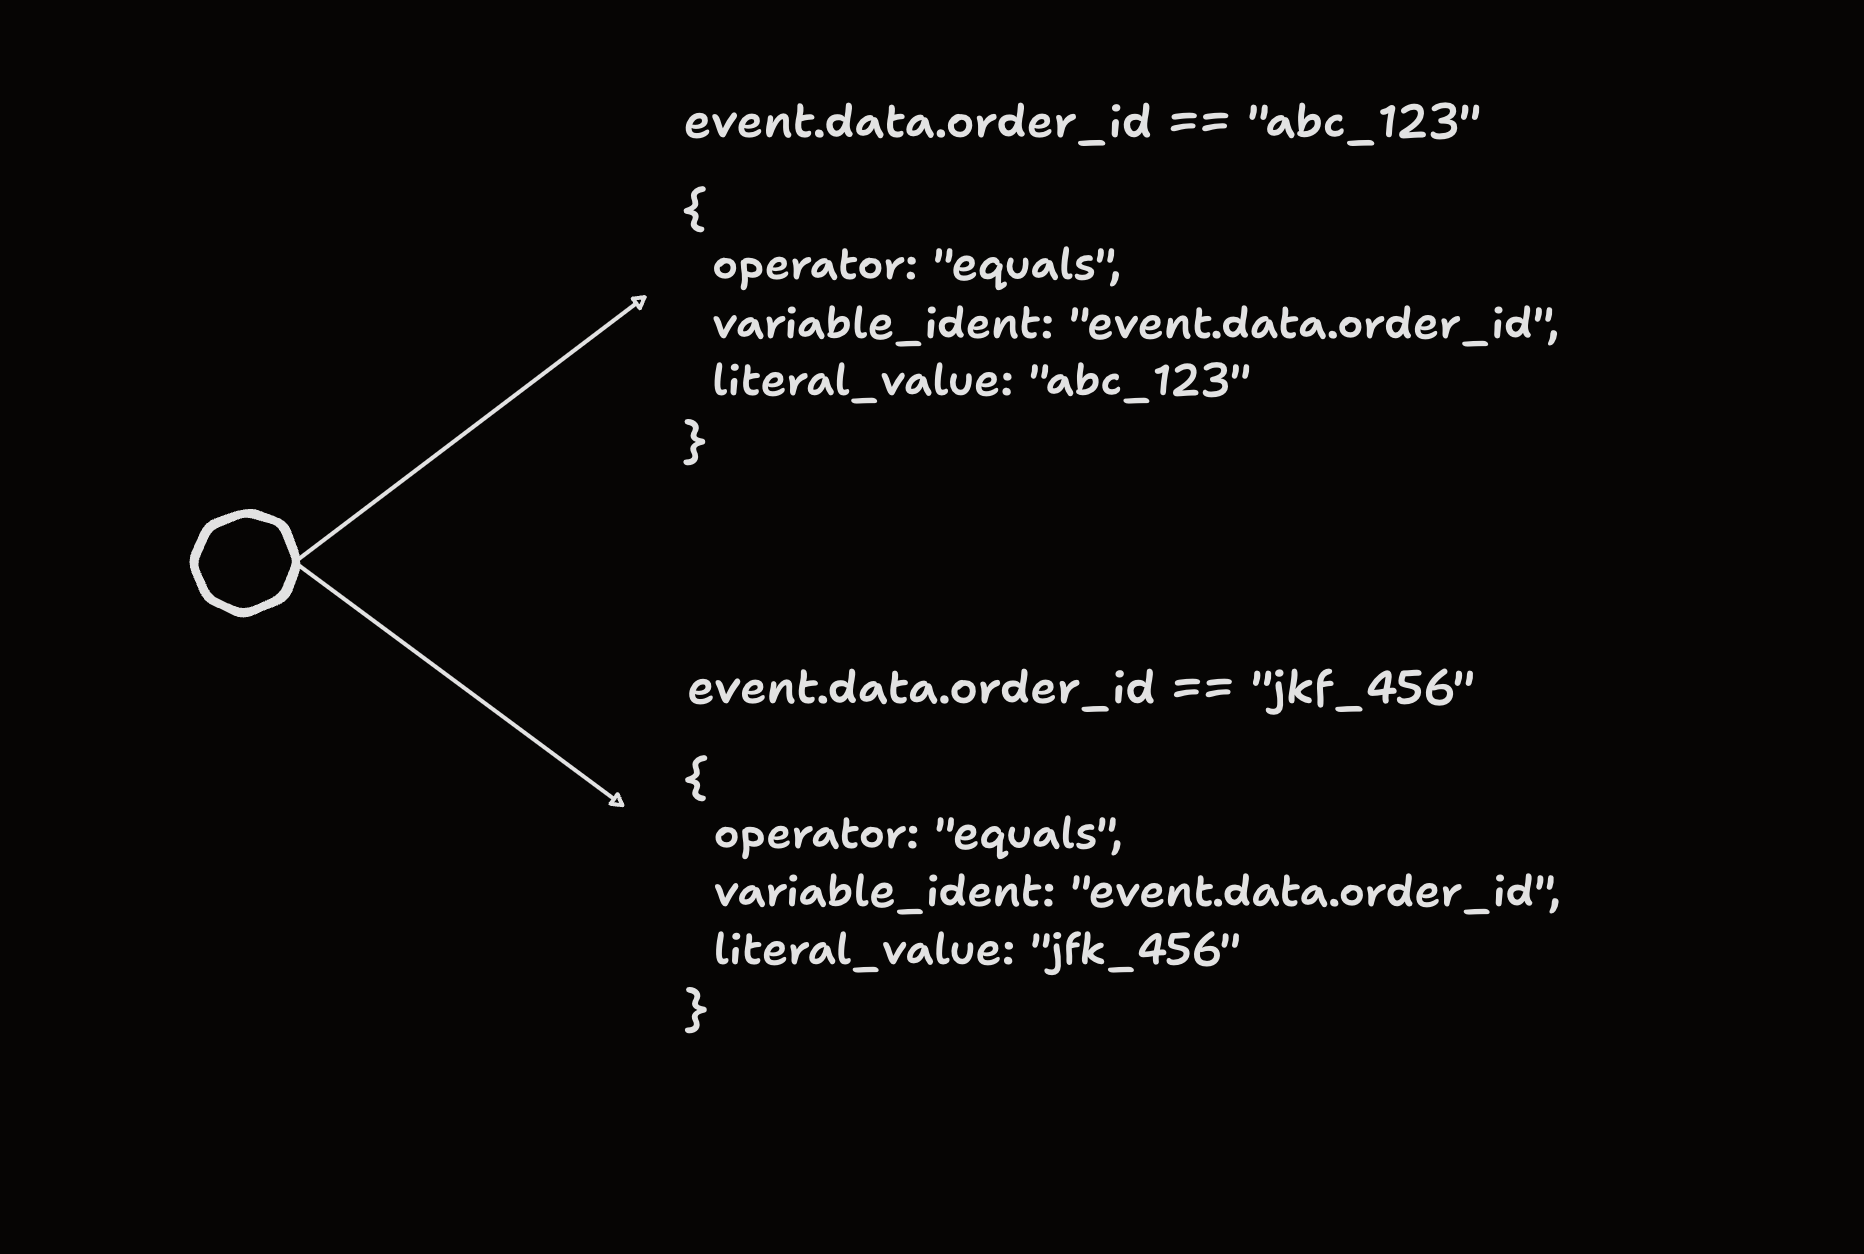 event.data.order_id == "abc_123"
{
operator: "equals",
variable_ident: "event.data.order_id",
literal_value: "abc_123"
}
event.data.order_id == "jkf_456"
{
operator: "equals",
variable_ident: "event.data.order_id",
literal_value: "jfk_456"
}